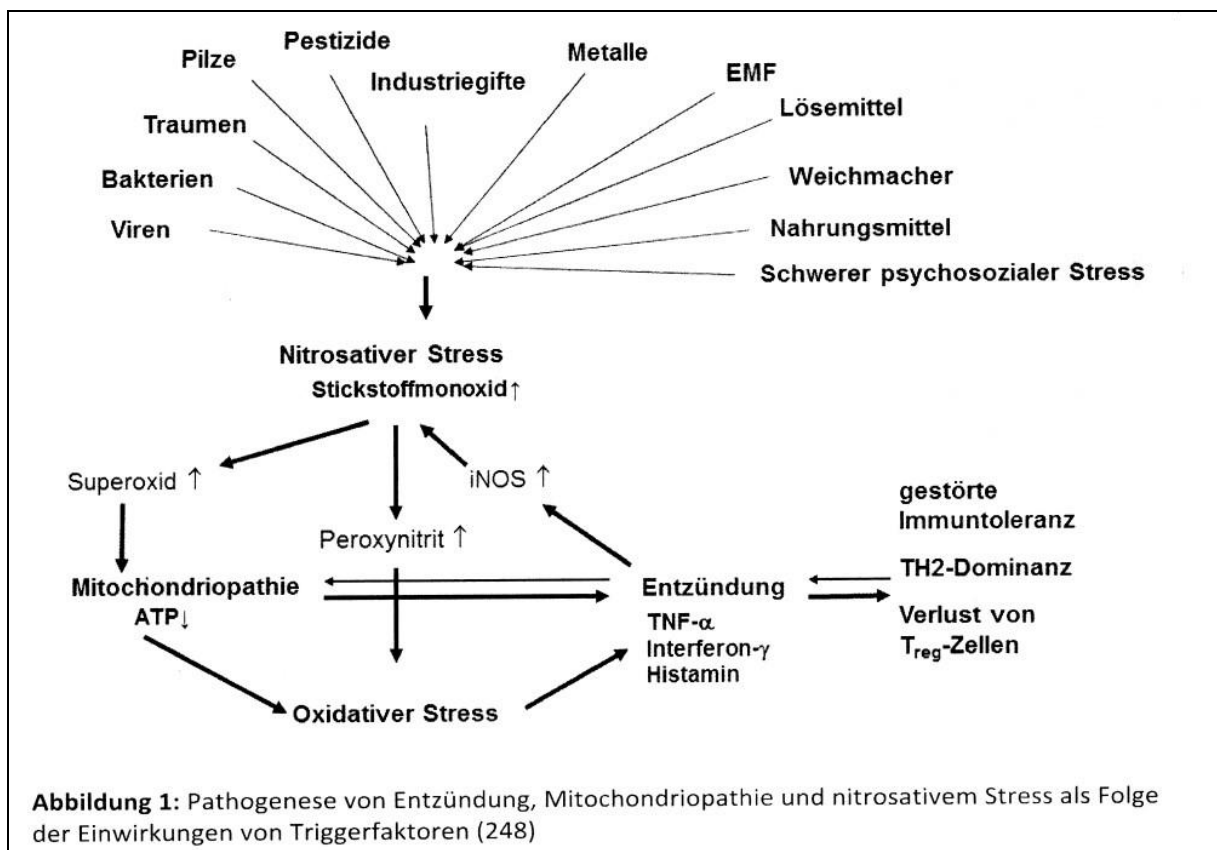 Pestizide
Pilze
Metalle
Industriegifte
EMF
Lösemittel
Traumen
Bakterien
Weichmacher
Viren
Nahrungsmittel
Schwerer psychosozialer Stress
Nitrosativer Stress
Stickstoffmonoxid↑
Superoxid ↑
iNOS ↑
Peroxynitrit ↑
Mitochondriopathie
ATP↓
Entzündung
TNF-α
Interferon-γ
Histamin
gestörte
Immuntoleranz
TH2-Dominanz
Verlust von
Treg-Zellen
Oxidativer Stress
Abbildung 1: Pathogenese von Entzündung, Mitochondriopathie und nitrosativem Stress als Folge
der Einwirkungen von Triggerfaktoren (248)